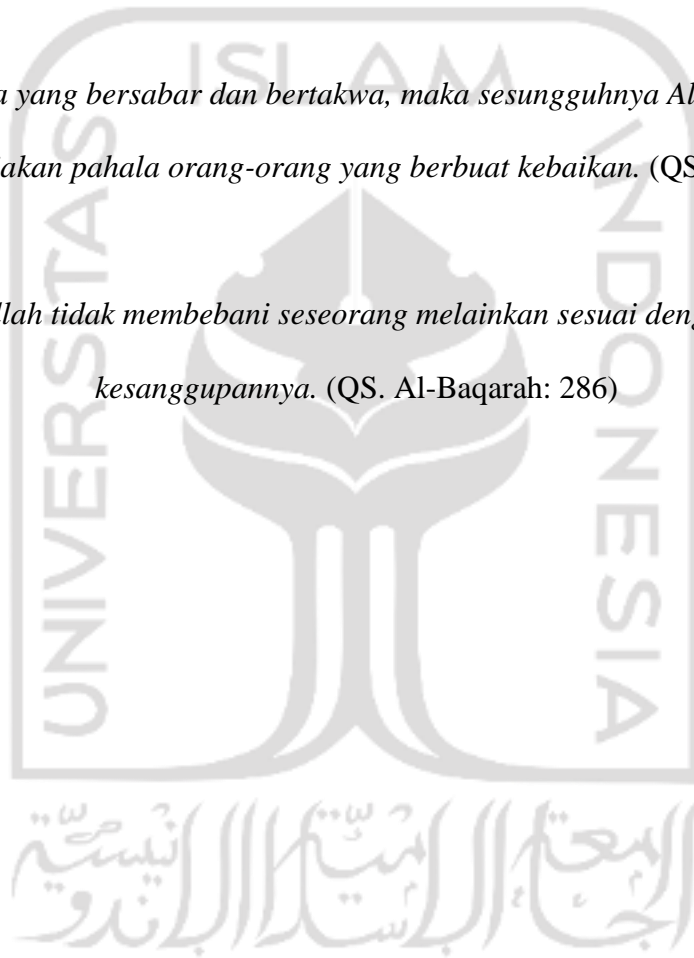 ISLAM
UNIVERSITAS
INDONESIA
a yang bersabar dan bertakwa, maka sesungguhnya Al
akan pahala orang-orang yang berbuat kebaikan. (QS
llah tidak membebani seseorang melainkan sesuai deng
kesanggupannya. (QS. Al-Baqarah: 286)